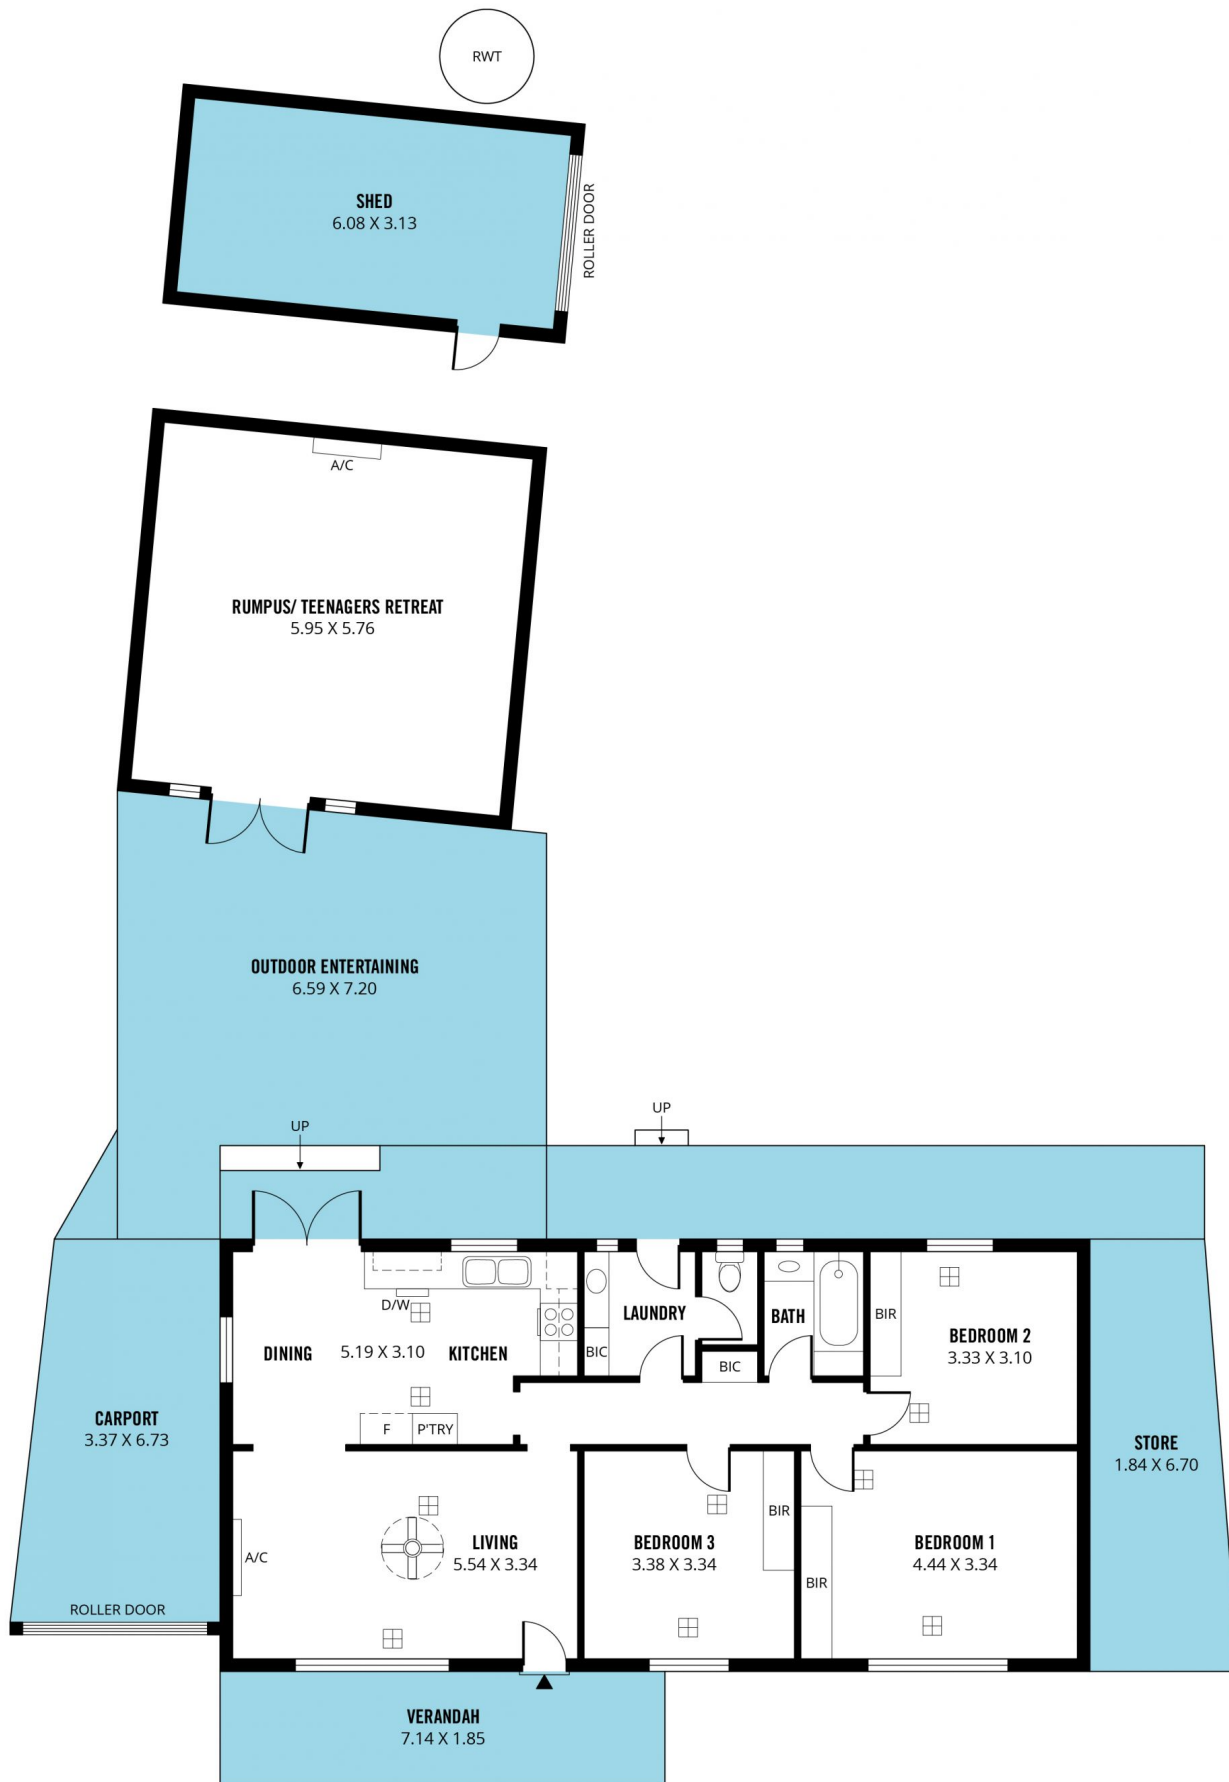 RWT
SHED
6.08 X 3.13
ROLLER DOOR
A/C
RUMPUS/ TEENAGERS RETREAT
5.95 X 5.76
OUTDOOR ENTERTAINING
6.59 X 7.20
UP
UP
D/W
DINING
5.19 X 3.10
KITCHEN
F
P'TRY
LAUNDRY
BIC
BIC
BATH
BIR
BEDROOM 2
3.33 X 3.10
CARPORT
3.37 X 6.73
STORE
1.84 X 6.70
A/C
LIVING
5.54 X 3.34
BEDROOM 3
3.38 X 3.34
BIR
BIR
BEDROOM 1
4.44 X 3.34
ROLLER DOOR
VERANDAH
7.14 X 1.85